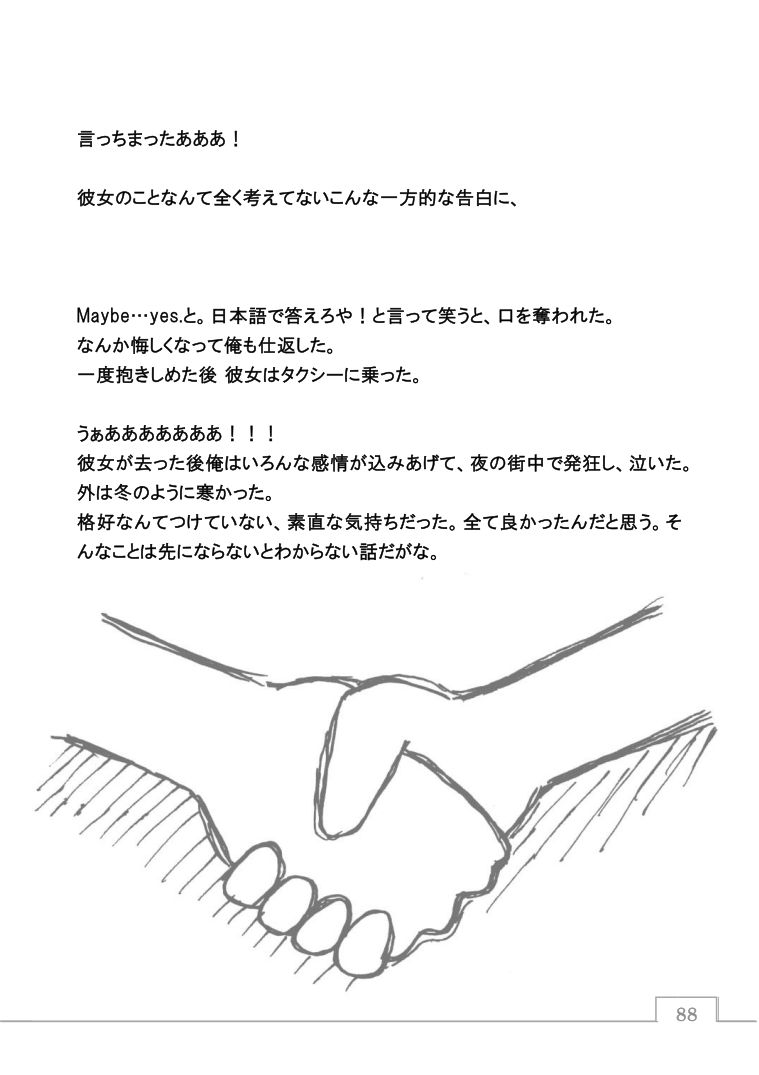 言っちまったあああ！
彼女のことなんて全く考えてないこんな一方的な告白に、
Maybe…yes.と。日本語で答えろや！と言って笑うと、口を奪われた。
なんか悔しくなって俺も仕返した。
一度抱きしめた後 彼女はタクシーに乗った。
うぁあああああああ！！！
彼女が去った後俺はいろんな感情が込みあげて、夜の街中で発狂し、泣いた。
外は冬のように寒かった。
格好なんてつけていない、素直な気持ちだった。全て良かったんだと思う。そ
んなことは先にならないとわからない話だがな。
88